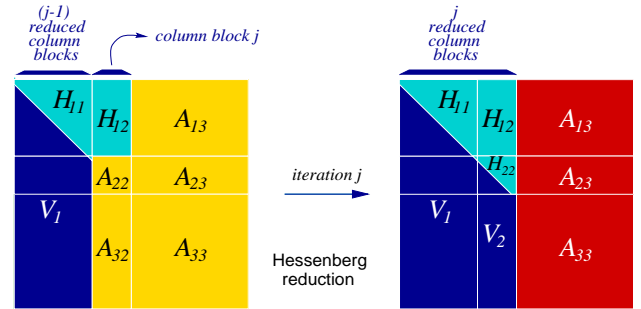 (j-1)
reduced
column
blocks
column block j
H11
H12
A13
A22
A23
V1
A32
A33
iteration j
Hessenberg
reduction
j
reduced
column
blocks
H11
H12
A13
H22
A23
V1
V2
A33